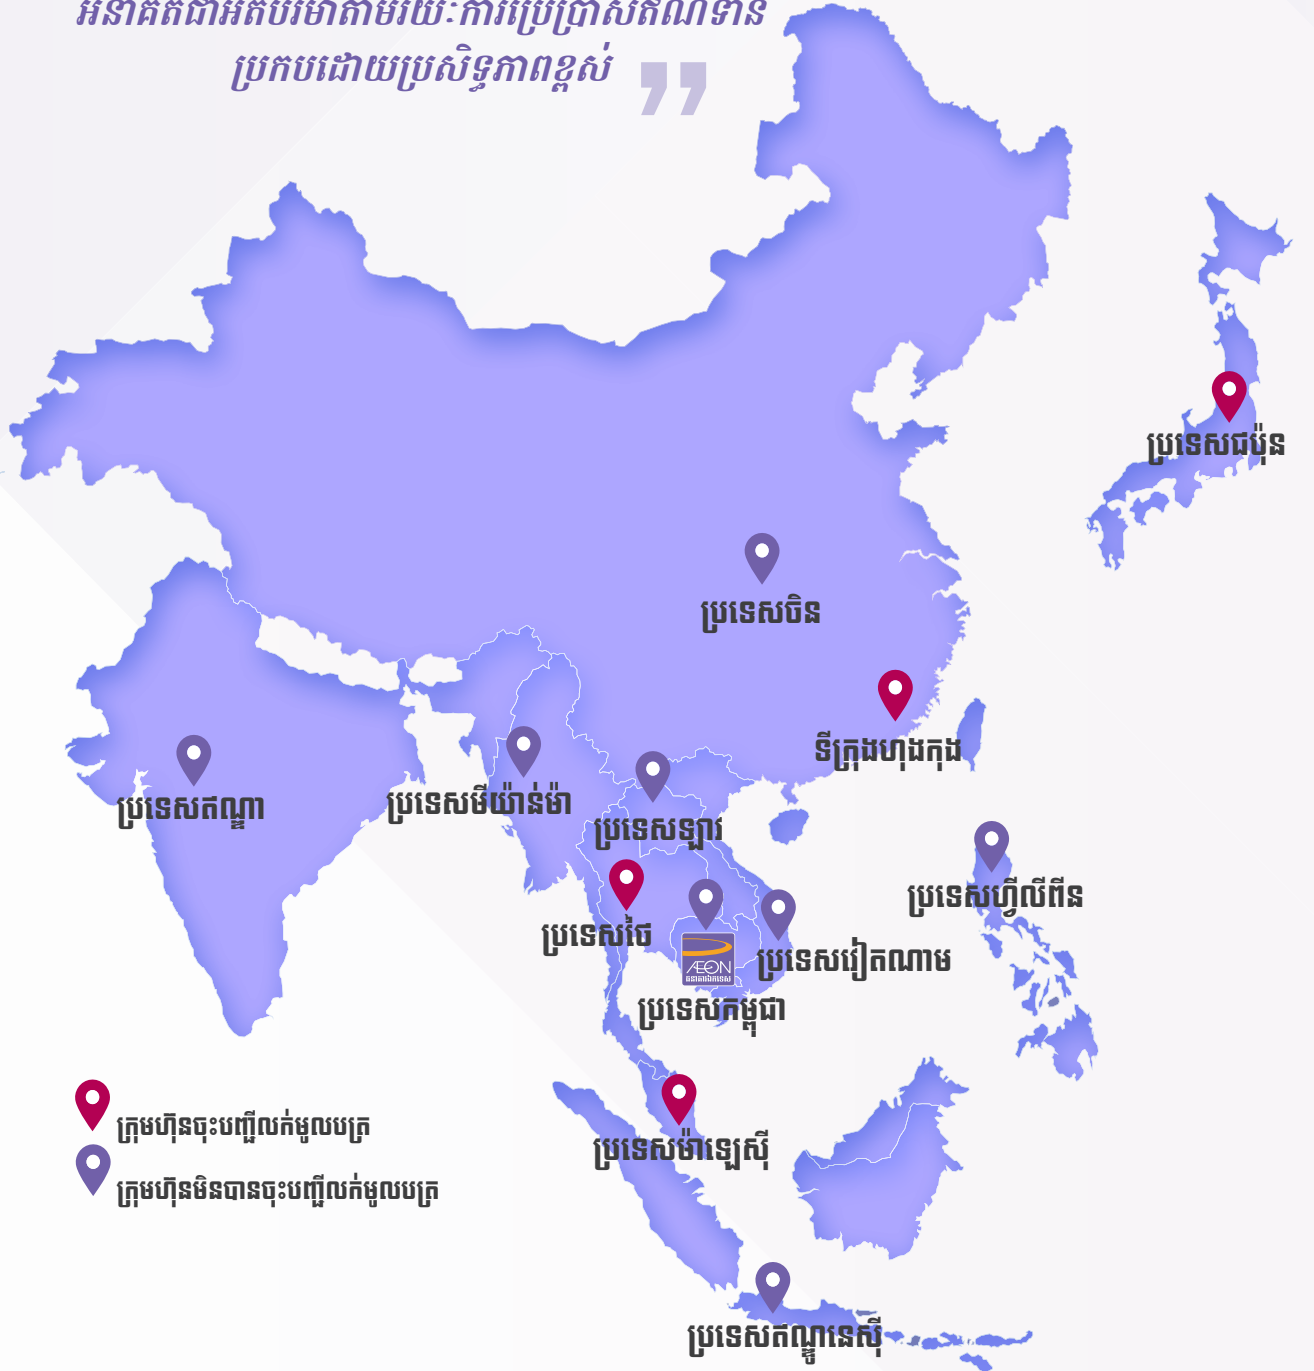 អនាគតជាអតិបរមាតាមរយៈការប្រើប្រាស់ឥណទាន
ប្រកបដោយប្រសិទ្ធភាពខ្ពស់ ”
ប្រទេសជប៉ុន
ប្រទេសចិន
ទីក្រុងហុងកុង
ប្រទេសឥណ្ឌា
ប្រទេសមីយ៉ាន់ម៉ា
ប្រទេសឡាវ
ប្រទេសហ្វីលីពីន
ប្រទេសថៃ
ប្រទេសវៀតណាម
ÆON
ធនាគារឯកទេស
ប្រទេសកម្ពុជា
ក្រុមហ៊ុនចុះបញ្ជីលក់មូលបត្រ
ប្រទេសម៉ាឡេស៊ី
ក្រុមហ៊ុនមិនបានចុះបញ្ជីលក់មូលបត្រ
ប្រទេសឥណ្ឌូនេស៊ី